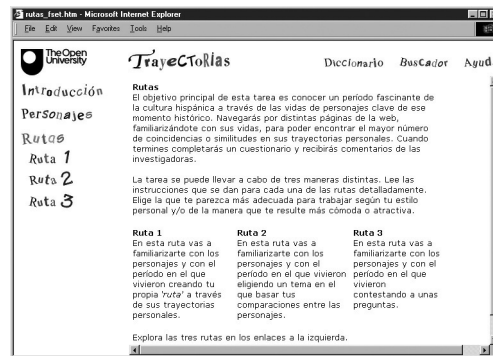 rutas_fset.htm - Microsoft Internet Explorer
File Edit View Favorites Tools Help
The Open University
Trayectorias
Diccionario Buscador Ayud
Introducción
Personajes
Rutas
Ruta 1
Ruta 2
Ruta 3
Rutas
El objetivo principal de esta tarea es conocer un período fascinante de
la cultura hispánica a través de las vidas de personajes clave de ese
momento histórico. Navegarás por distintas páginas de la web,
familiarizándote con sus vidas, para poder encontrar el mayor número
de coincidencias o similitudes en sus trayectorias personales. Cuando
termines completarás un cuestionario y recibirás comentarios de las
investigadoras.
La tarea se puede llevar a cabo de tres maneras distintas. Lee las
instrucciones que se dan para cada una de las rutas detalladamente.
Elige la que te parezca más adecuada para trabajar según tu estilo
personal y/o de la manera que te resulte más cómoda o atractiva.
Ruta 1
En esta ruta vas a
familiarizarte con los
personajes y con el
período en el que
vivieron creando tu
propia 'ruta' a través
de sus trayectorias
personales.
Ruta 2
En esta ruta vas a
familiarizarte con los
personajes y con el
período en el que vivieron
eligiendo un tema en el
que basar tus
comparaciones entre las
personajes.
Ruta 3
En esta ruta vas a
familiarizarte con los
personajes y con el
período en el que
vivieron
contestando a unas
preguntas.
Explora las tres rutas en los enlaces a la izquierda.